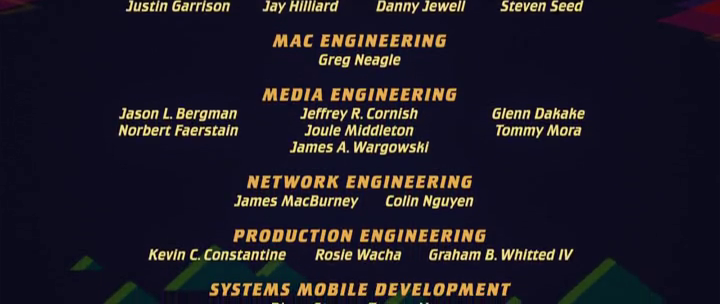 Justin Garrison Jay Hilliard Danny Jewell Steven Seed
MAC ENGINEERING
Greg Neagle
MEDIA ENGINEERING
Jason L. Bergman Jeffrey R. Cornish Glenn Dakake
Norbert Faerstain Joule Middleton Tommy Mora
James A. Wargowski
NETWORK ENGINEERING
James MacBurney Colin Nguyen
PRODUCTION ENGINEERING
Kevin C. Constantine Rosie Wacha Graham B. Whitted IV
SYSTEMS MOBILE DEVELOPMENT